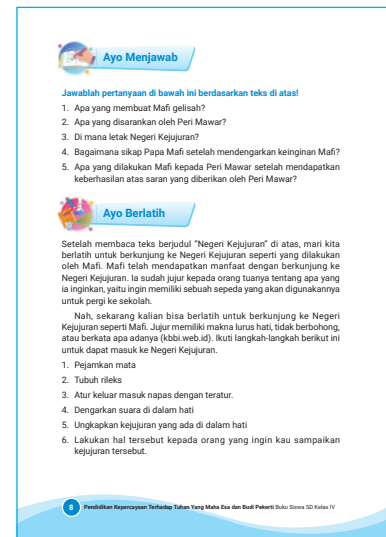 Ayo Menjawab
Jawablah pertanyaan di bawah ini berdasarkan teks di atas!
1. Apa yang membuat Mafi gelisah?
2. Apa yang disarankan oleh Peri Mawar?
3. Di mana letak Negeri Kejujuran?
4. Bagaimana sikap Papa Mafi setelah mendengarkan keinginan Mafi?
5. Apa yang dilakukan Mafi kepada Peri Mawar setelah mendapatkan
keberhasilan atas saran yang diberikan oleh Peri Mawar?
Ayo Berlatih
Setelah membaca teks berjudul "Negeri Kejujuran" di atas, mari kita
berlatih untuk berkunjung ke Negeri Kejujuran seperti yang dilakukan
oleh Mafi. Mafi telah mendapatkan manfaat dengan berkunjung ke
Negeri Kejujuran. Ia sudah jujur kepada orang tuanya tentang apa yang
ia inginkan, yaitu ingin memiliki sebuah sepeda yang akan digunakannya
untuk pergi ke sekolah.
Nah, sekarang kalian bisa berlatih untuk berkunjung ke Negeri
Kejujuran seperti Mafi. Jujur memiliki makna lurus hati, tidak berbohong,
atau berkata apa adanya (kbbi.web.id). Ikuti langkah-langkah berikut ini
untuk dapat masuk ke Negeri Kejujuran.
1. Pejamkan mata
2. Tubuh rileks
3. Atur keluar masuk napas dengan teratur.
4. Dengarkan suara di dalam hati
5. Ungkapkan kejujuran yang ada di dalam hati
6. Lakukan hal tersebut kepada orang yang ingin kau sampaikan
kejujuran tersebut.
8 Pendidikan Kepercayaan Terhadap Tuhan Yang Maha Esa dan Budi Pekerti Buku Siswa SD Kelas IV